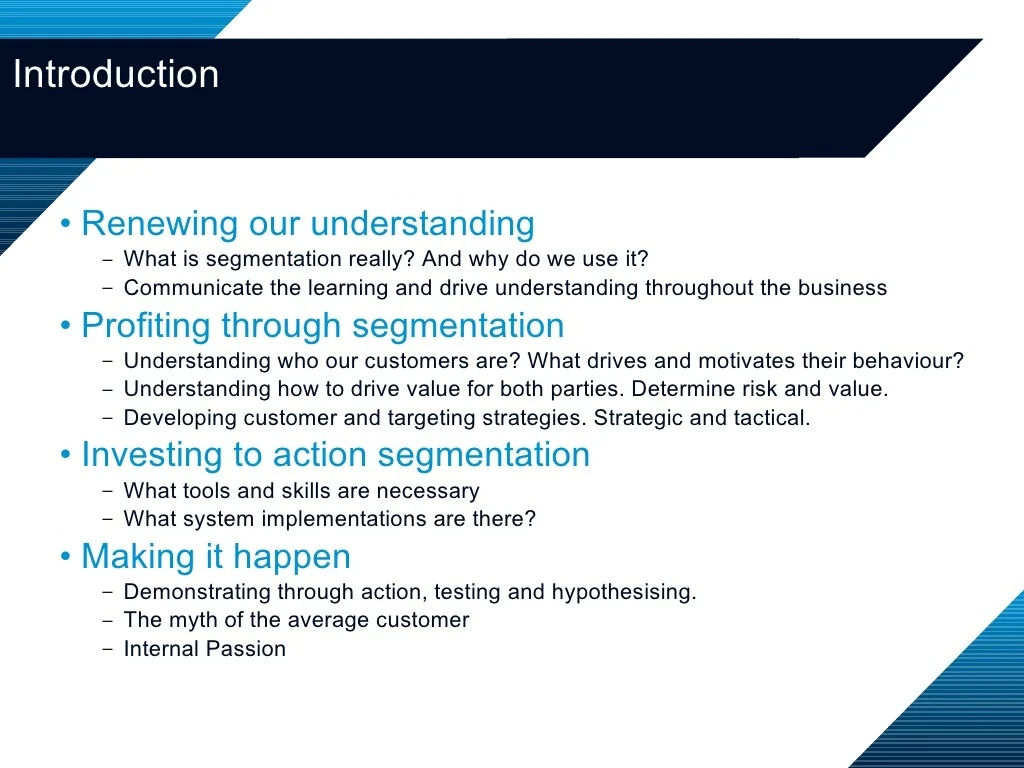 Introduction
• Renewing our understanding
– What is segmentation really? And why do we use it?
– Communicate the learning and drive understanding throughout the business
• Profiting through segmentation
– Understanding who our customers are? What drives and motivates their behaviour?
– Understanding how to drive value for both parties. Determine risk and value.
– Developing customer and targeting strategies. Strategic and tactical.
• Investing to action segmentation
– What tools and skills are necessary
– What system implementations are there?
• Making it happen
– Demonstrating through action, testing and hypothesising.
– The myth of the average customer
– Internal Passion